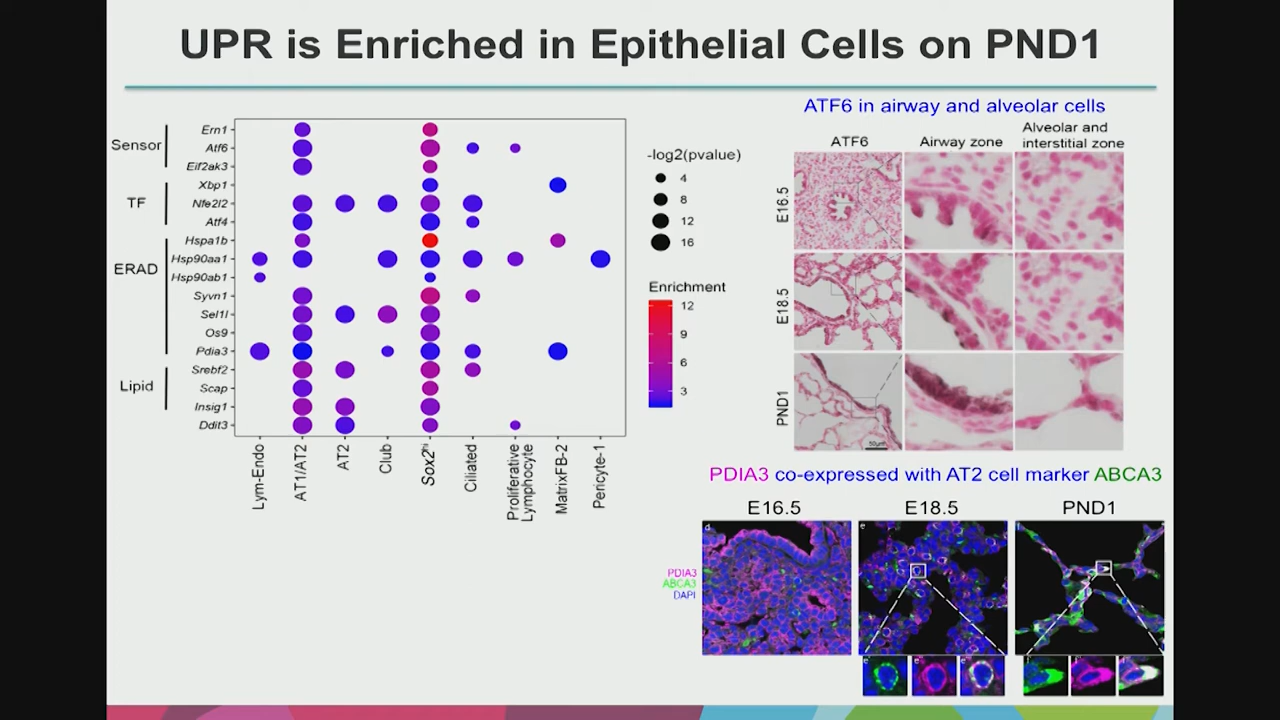 UPR is Enriched in Epithelial Cells on PND1
Sensor
TF
ERAD
Lipid
Ern1
Atf6
Eif2ak3
Xbp1
Nfe2l2
Atf4
Hspa1b
Hsp90aa1
Hsp90ab1
Syvn1
Sel1l
Os9
Pdia3
Srebf2
Scap
Insig1
Ddit3
Lym-Endo
AT1/AT2
AT2
Club
Sox2hi
Ciliated
Proliferative
Lymphocyte
MatrixFB-2
Pericyte-1
-log2(pvalue)
4
8
12
16
Enrichment
12
9
6
3
ATF6 in airway and alveolar cells
ATF6
Airway zone
Alveolar and
interstitial zone
E16.5
E18.5
PND1
50μm
PDIA3 co-expressed with AT2 cell marker ABCA3
E16.5
E18.5
PND1
PDIA3
ABCA3
DAPI
d
e